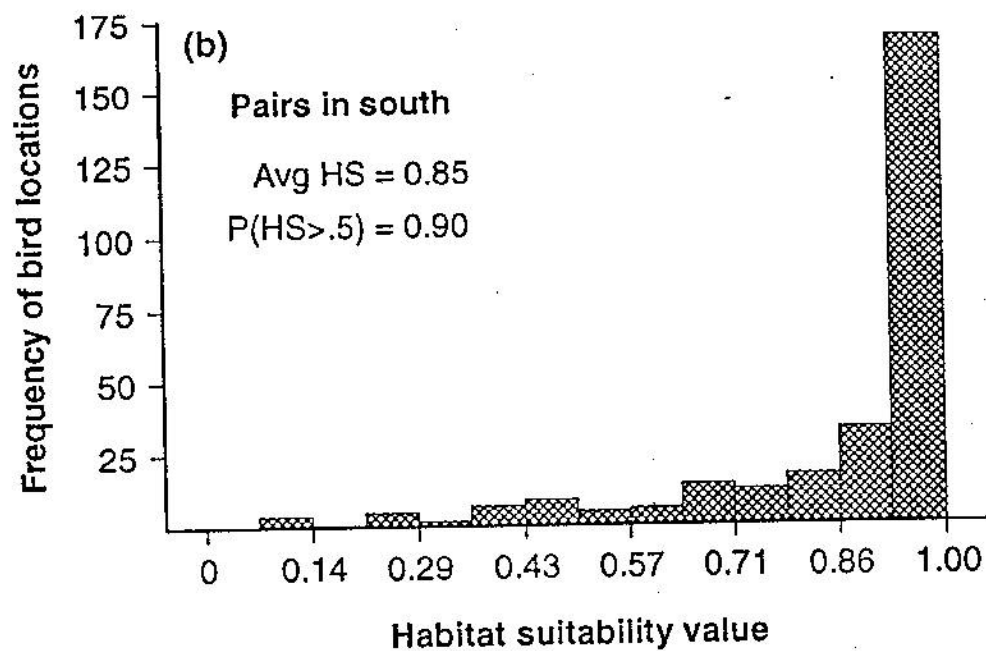 (b)
Pairs in south
Avg HS = 0.85
P(HS>.5) = 0.90
Frequency of bird locations
175
150
125
100
75
50
25
0 0.14 0.29 0.43 0.57 0.71 0.86 1.00
Habitat suitability value